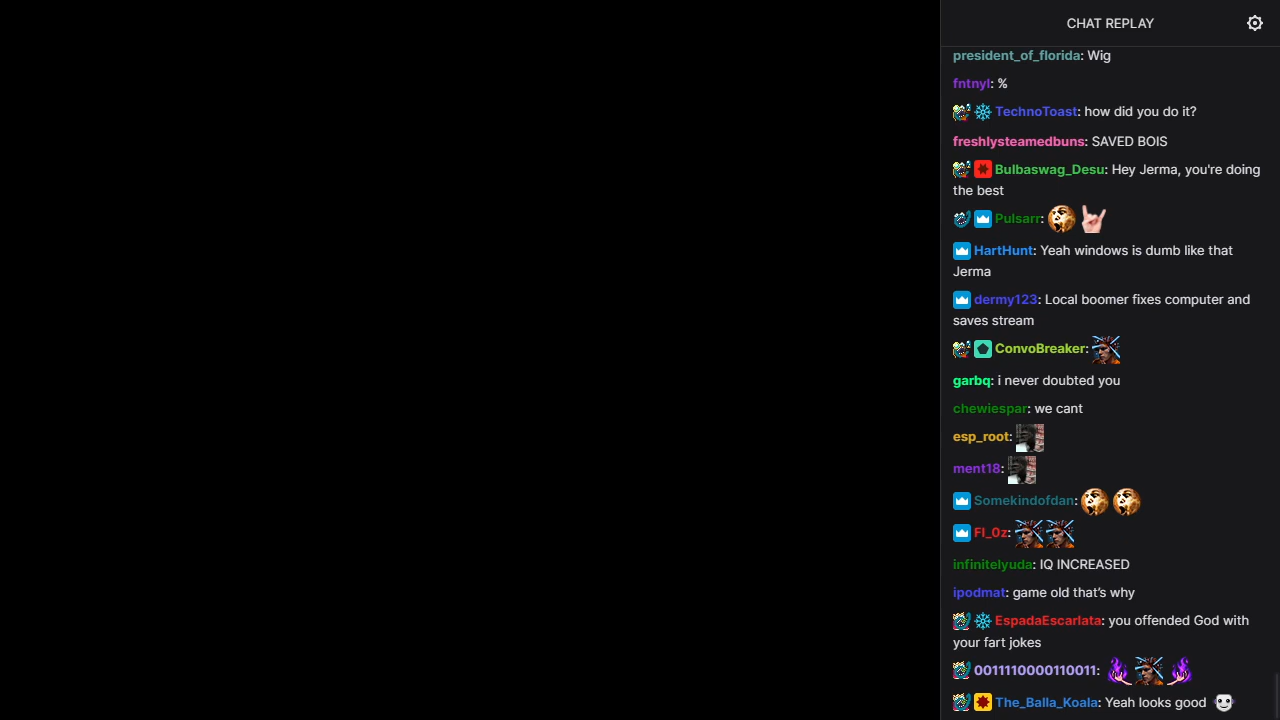 CHAT REPLAY
president_of_florida: Wig
fntnyl: %
TechnoToast: how did you do it?
freshlysteamedbuns: SAVED BOIS
Bulbaswag_Desu: Hey Jerma, you're doing
the best
Pulsarr:
HartHunt: Yeah windows is dumb like that
Jerma
dermy123: Local boomer fixes computer and
saves stream
ConvoBreaker:
garbq: i never doubted you
chewiespar: we cant
esp_root:
ment18:
Somekindofdan:
Fl_0z:
infinitelyuda: IQ INCREASED
ipodmat: game old that's why
EspadaEscarlata: you offended God with
your fart jokes
0011110000110011:
The_Balla_Koala: Yeah looks good